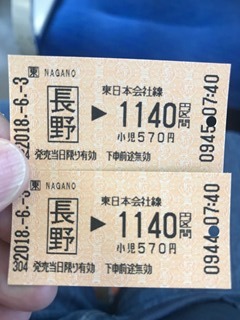 東 NAGANO
2018.-6.-3
長野
東日本会社線
▶ 1140円区間
小児570円
発売当日限り有効 下車前途無効
0945●07:40
東 NAGANO
2018.-6.-3
長野
東日本会社線
▶ 1140円区間
小児570円
304 発売当日限り有効 下車前途無効
0944●07:40